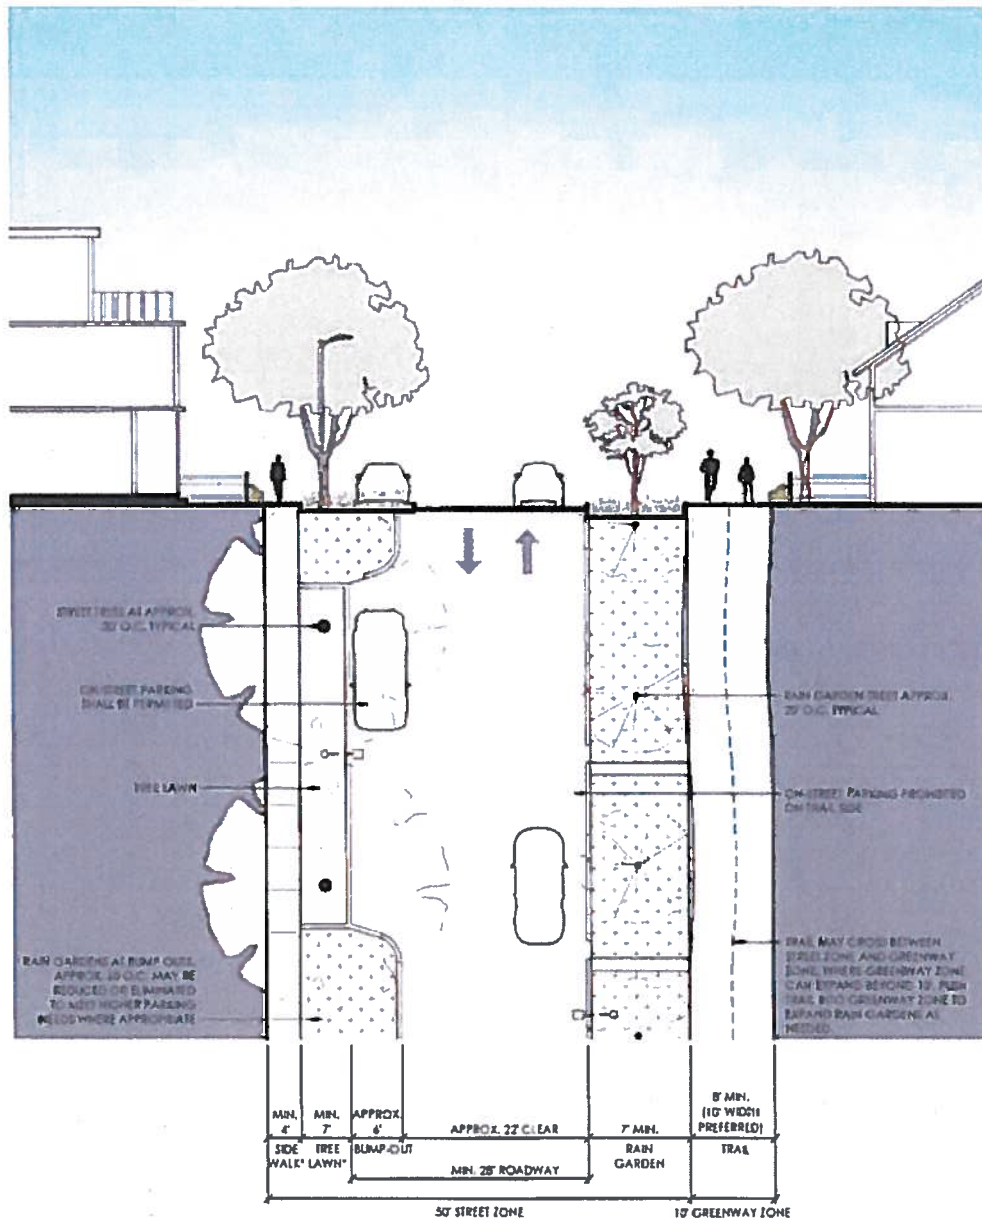 STREET TREES AT APPROX.
O.C. TYPICAL
ON-STREET PARKING
SHALL BE PERMITTED
TREE LAWN
RAIN GARDENS AT BUMP OUTS,
APPROX. O.C. MAY BE
REDUCED OR ELIMINATED
TO MEET HIGHER PARKING
NEEDS WHERE APPROPRIATE
RAIN GARDEN TREES APPROX.
O.C. TYPICAL
ON-STREET PARKING PROHIBITED
ON TRAIL SIDE
TRAIL MAY CROSS BETWEEN
STREET ZONE AND GREENWAY
ZONE. WHERE GREENWAY ZONE
CAN EXPAND BEYOND 10', PUSH
TRAIL INTO GREENWAY ZONE TO
EXPAND RAIN GARDENS AS
NEEDED.
MIN.
4'
SIDE
WALK*
MIN.
7'
TREE
LAWN*
APPROX.
6'
BUMP-OUT
APPROX. 22' CLEAR
7' MIN.
RAIN
GARDEN
8' MIN.
(10' WIDTH
PREFERRED)
TRAIL
MIN. 28' ROADWAY
50' STREET ZONE
10' GREENWAY ZONE